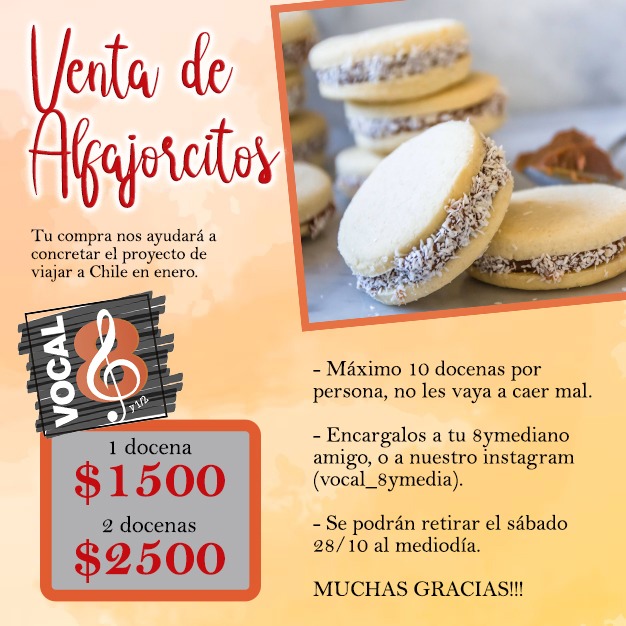 Venta de
Alfajorcitos
Tu compra nos ayudará a
concretar el proyecto de
viajar a Chile en enero.
VOCAL
8
y 1/2
1 docena
$1500
2 docenas
$2500
- Máximo 10 docenas por
persona, no les vaya a caer mal.
- Encargalos a tu 8ymediano
amigo, o a nuestro instagram
(vocal_8ymedia).
- Se podrán retirar el sábado
28/10 al mediodía.
MUCHAS GRACIAS!!!